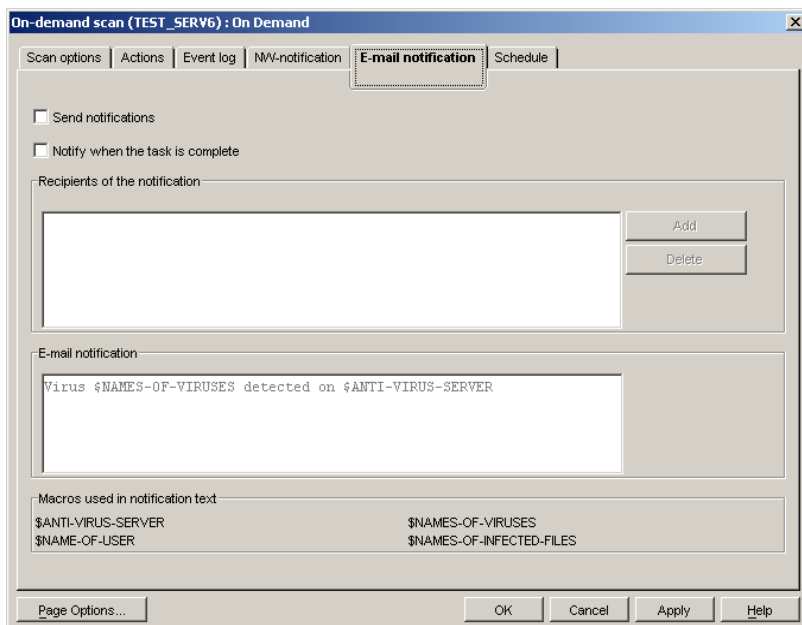 On-demand scan (TEST_SERV6) : On Demand
Scan options Actions Event log NW-notification E-mail notification Schedule
Send notifications
Notify when the task is complete
Recipients of the notification
Add
Delete
E-mail notification
Virus $NAMES-OF-VIRUSES detected on $ANTI-VIRUS-SERVER
Macros used in notification text
$ANTI-VIRUS-SERVER $NAMES-OF-VIRUSES
$NAME-OF-USER $NAMES-OF-INFECTED-FILES
Page Options... OK Cancel Apply Help